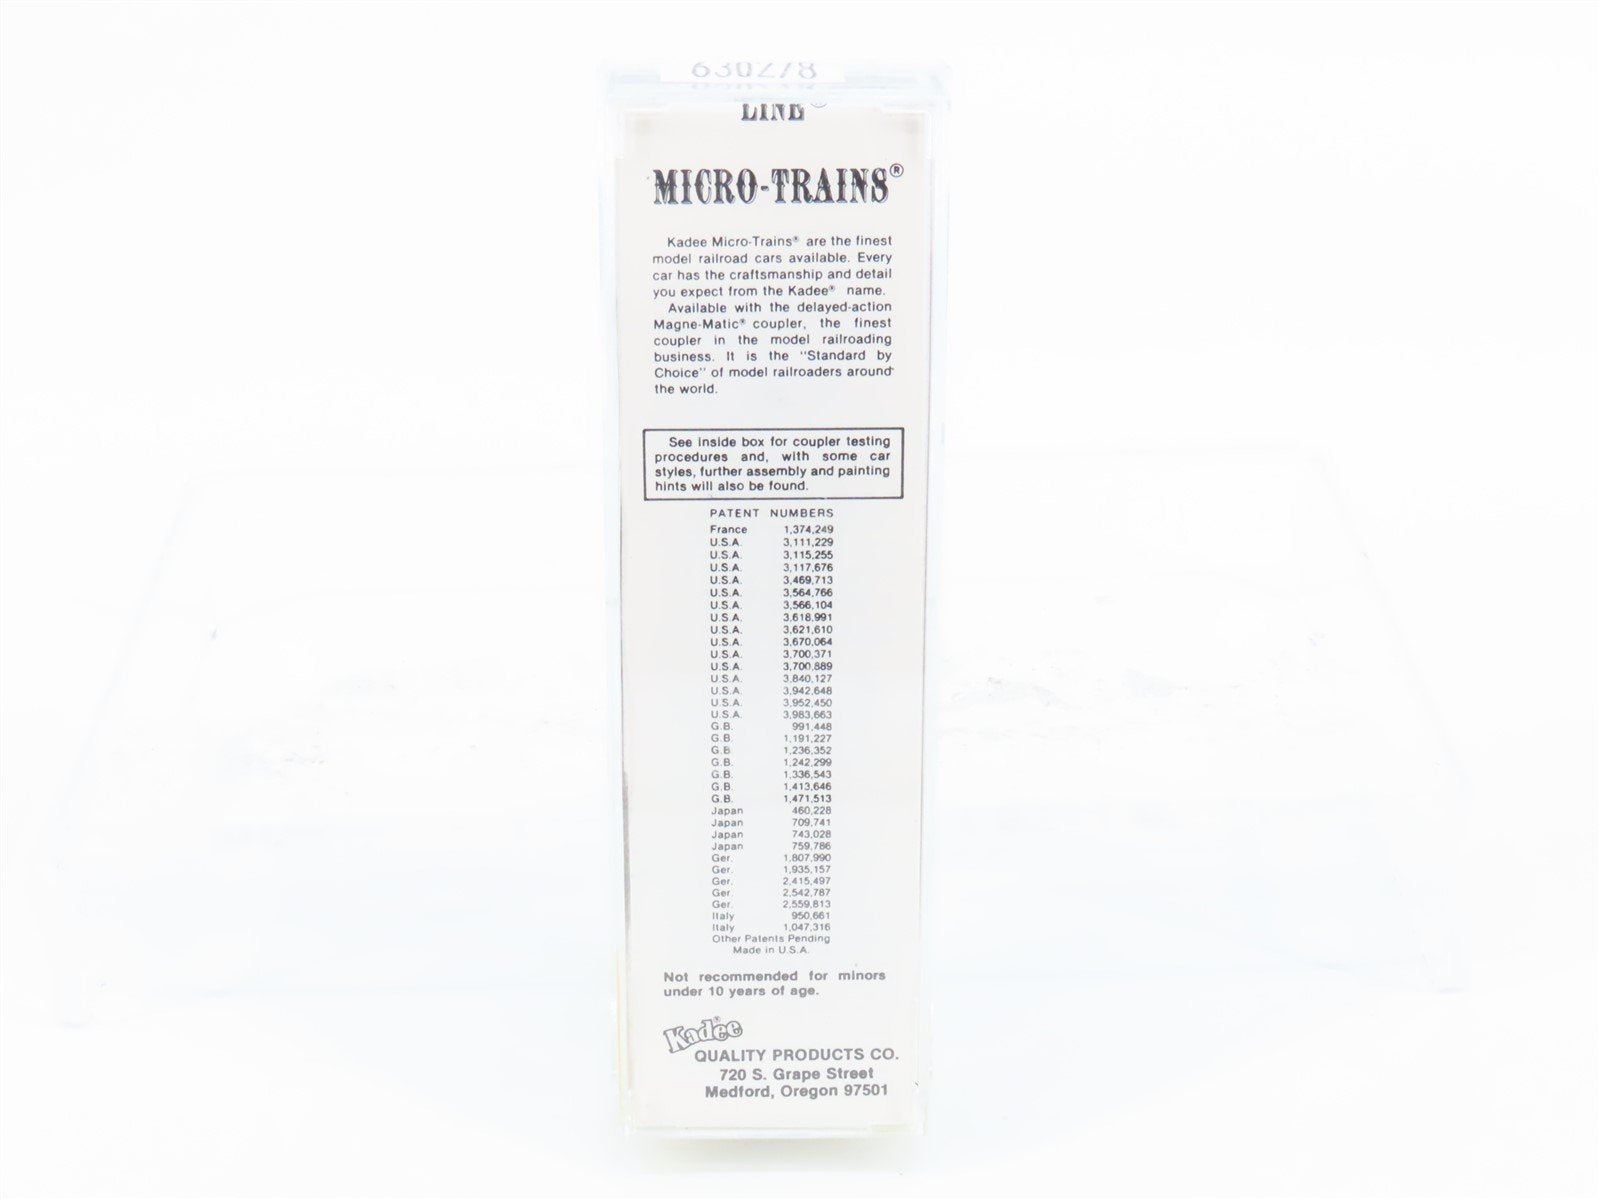 630278
LINE®
MICRO-TRAINS®
Kadee Micro-Trains® are the finest
model railroad cars available. Every
car has the craftsmanship and detail
you expect from the Kadee® name.
Available with the delayed-action
Magne-Matic® coupler, the finest
coupler in the model railroading
business. It is the "Standard by
Choice" of model railroaders around
the world.
See inside box for coupler testing
procedures and, with some car
styles, further assembly and painting
hints will also be found.
PATENT NUMBERS
France 1,374,249
U.S.A. 3,111,229
U.S.A. 3,115,255
U.S.A. 3,117,676
U.S.A. 3,469,713
U.S.A. 3,564,766
U.S.A. 3,566,104
U.S.A. 3,618,991
U.S.A. 3,621,610
U.S.A. 3,670,064
U.S.A. 3,700,371
U.S.A. 3,700,889
U.S.A. 3,840,127
U.S.A. 3,942,648
U.S.A. 3,952,450
U.S.A. 3,983,663
G.B. 991,448
G.B. 1,191,227
G.B 1,236,352
G.B. 1,242,299
G.B. 1,336,543
G.B. 1,413,646
G.B. 1,471,513
Japan 460,228
Japan 709,741
Japan 743,028
Japan 759,786
Ger. 1,807,990
Ger. 1,935,157
Ger. 2,415,497
Ger. 2,542,787
Ger. 2,559,813
Italy 950,661
Italy 1,047,316
Other Patents Pending
Made in U.S.A.
Not recommended for minors
under 10 years of age.
Kadee®
QUALITY PRODUCTS CO.
720 S. Grape Street
Medford, Oregon 97501